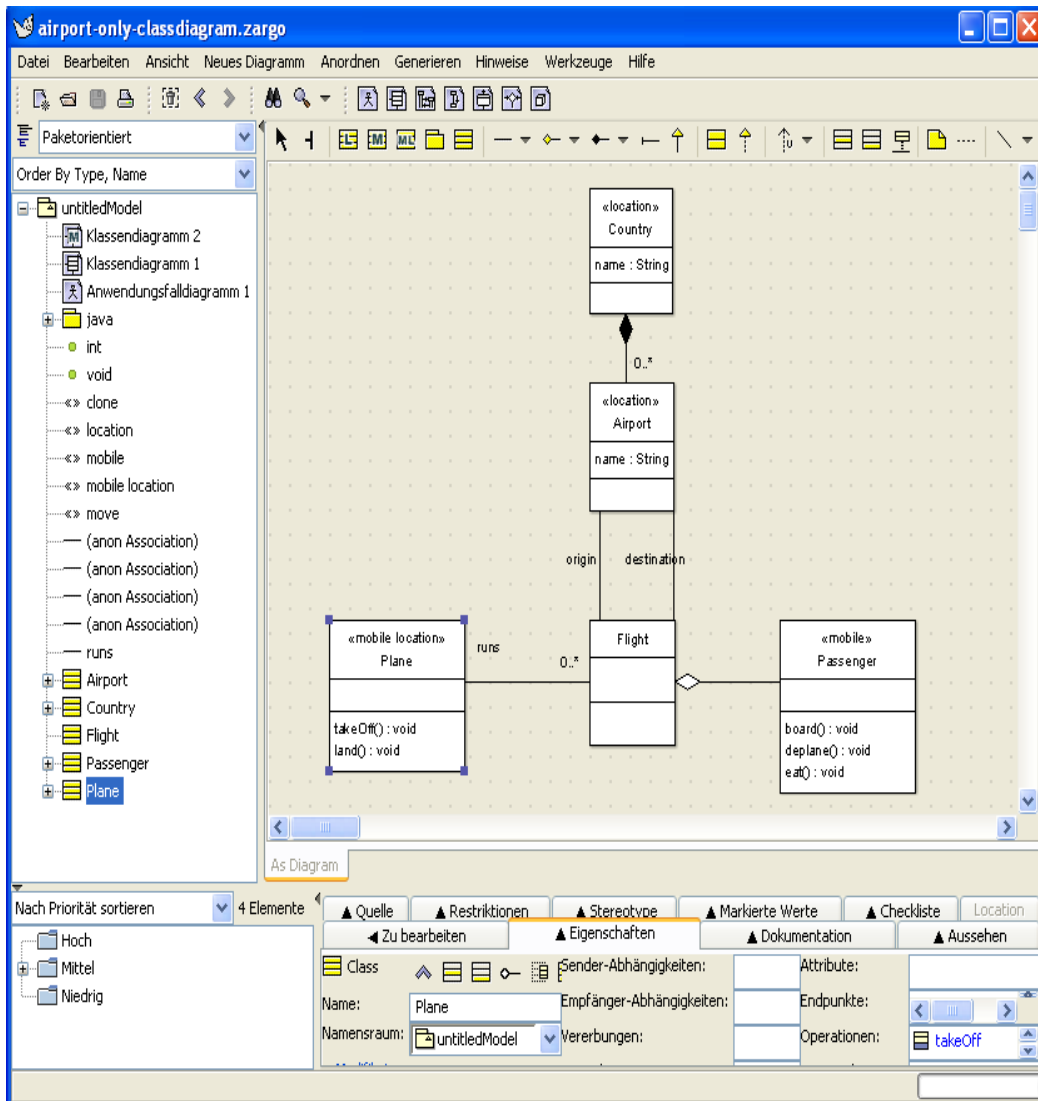 airport-only-classdiagram.zargo
Datei Bearbeiten Ansicht Neues Diagramm Anordnen Generieren Hinweise Werkzeuge Hilfe
Paketorientiert
Order By Type, Name
untitledModel
Klassendiagramm 2
Klassendiagramm 1
Anwendungsfalldiagramm 1
java
int
void
«» clone
«» location
«» mobile
«» mobile location
«» move
(anon Association)
(anon Association)
(anon Association)
(anon Association)
runs
Airport
Country
Flight
Passenger
Plane
«location»
Country
name : String
0..*
«location»
Airport
name : String
origin destination
«mobile location»
Plane
takeOff() : void
land() : void
runs
0..*
Flight
«mobile»
Passenger
board() : void
deplane() : void
eat() : void
As Diagram
Nach Priorität sortieren 4 Elemente
Hoch
Mittel
Niedrig
▲ Quelle ▲ Restriktionen ▲ Stereotype ▲ Markierte Werte ▲ Checkliste Location
◀ Zu bearbeiten ▲ Eigenschaften ▲ Dokumentation ▲ Aussehen
Class Sender-Abhängigkeiten: Attribute:
Name: Plane Empfänger-Abhängigkeiten: Endpunkte:
Namensraum: untitledModel Vererbungen: Operationen: takeOff